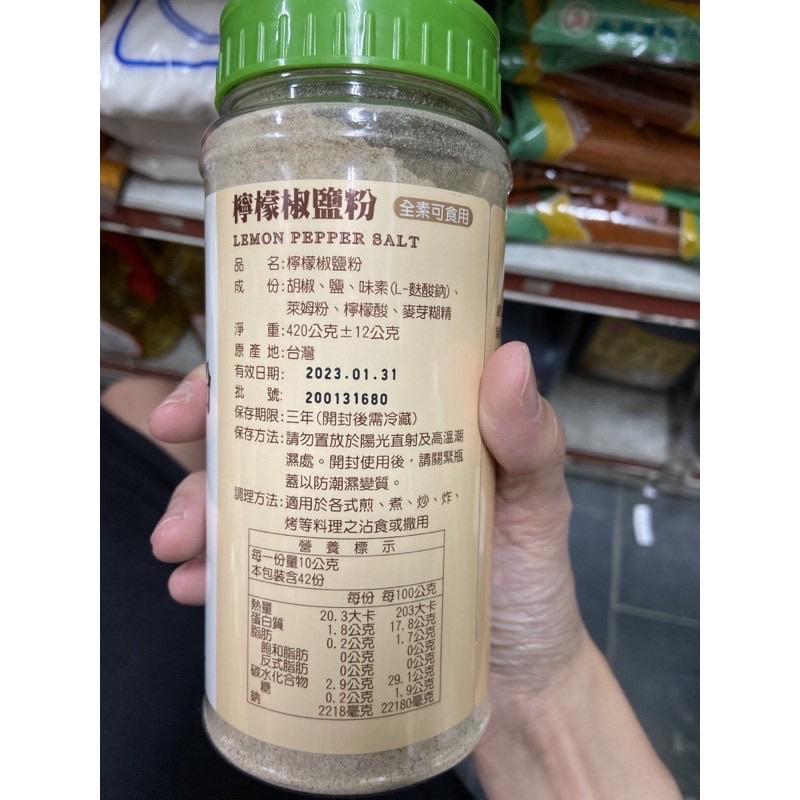 檸檬椒鹽粉 全素可食用
LEMON PEPPER SALT
品名:檸檬椒鹽粉
成份:胡椒、鹽、味素(L-麩酸鈉)、
萊姆粉、檸檬酸、麥芽糊精
淨重:420公克±12公克
原產地:台灣
有效日期: 2023.01.31
批號: 200131680
保存期限:三年(開封後需冷藏)
保存方法:請勿置放於陽光直射及高溫潮
濕處。開封使用後,請關緊瓶
蓋以防潮濕變質。
調理方法:適用於各式煎、煮、炒、炸、
烤等料理之沾食或撒用
營養標示
每一份量10公克
本包裝含42份
每份 每100公克
熱量 20.3大卡 203大卡
蛋白質 1.8公克 17.8公克
脂肪 0.2公克 1.7公克
飽和脂肪 0公克 0公克
反式脂肪 0公克 0公克
碳水化合物 2.9公克 29.1公克
糖 0.2公克 1.9公克
鈉 2218毫克 22180毫克